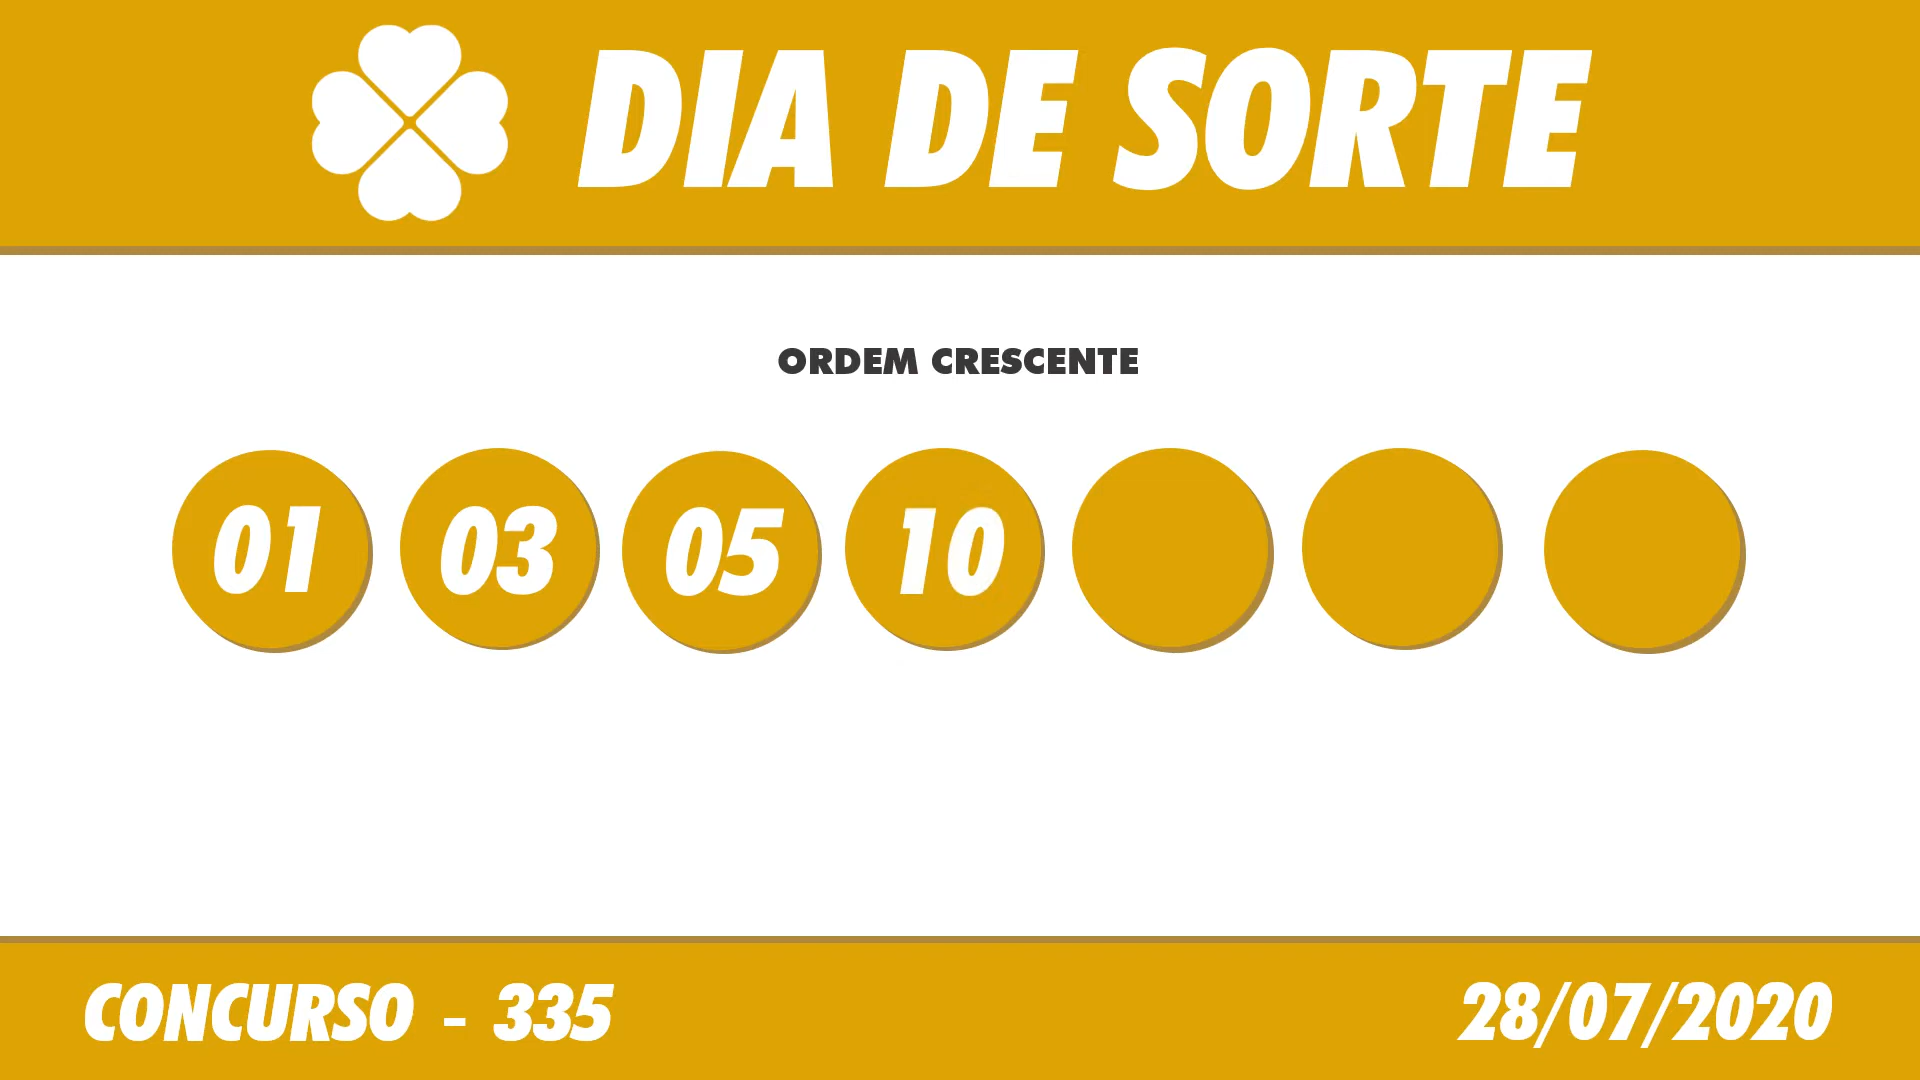 DIA DE SORTE
ORDEM CRESCENTE
01 03 05 10
CONCURSO - 335
28/07/2020